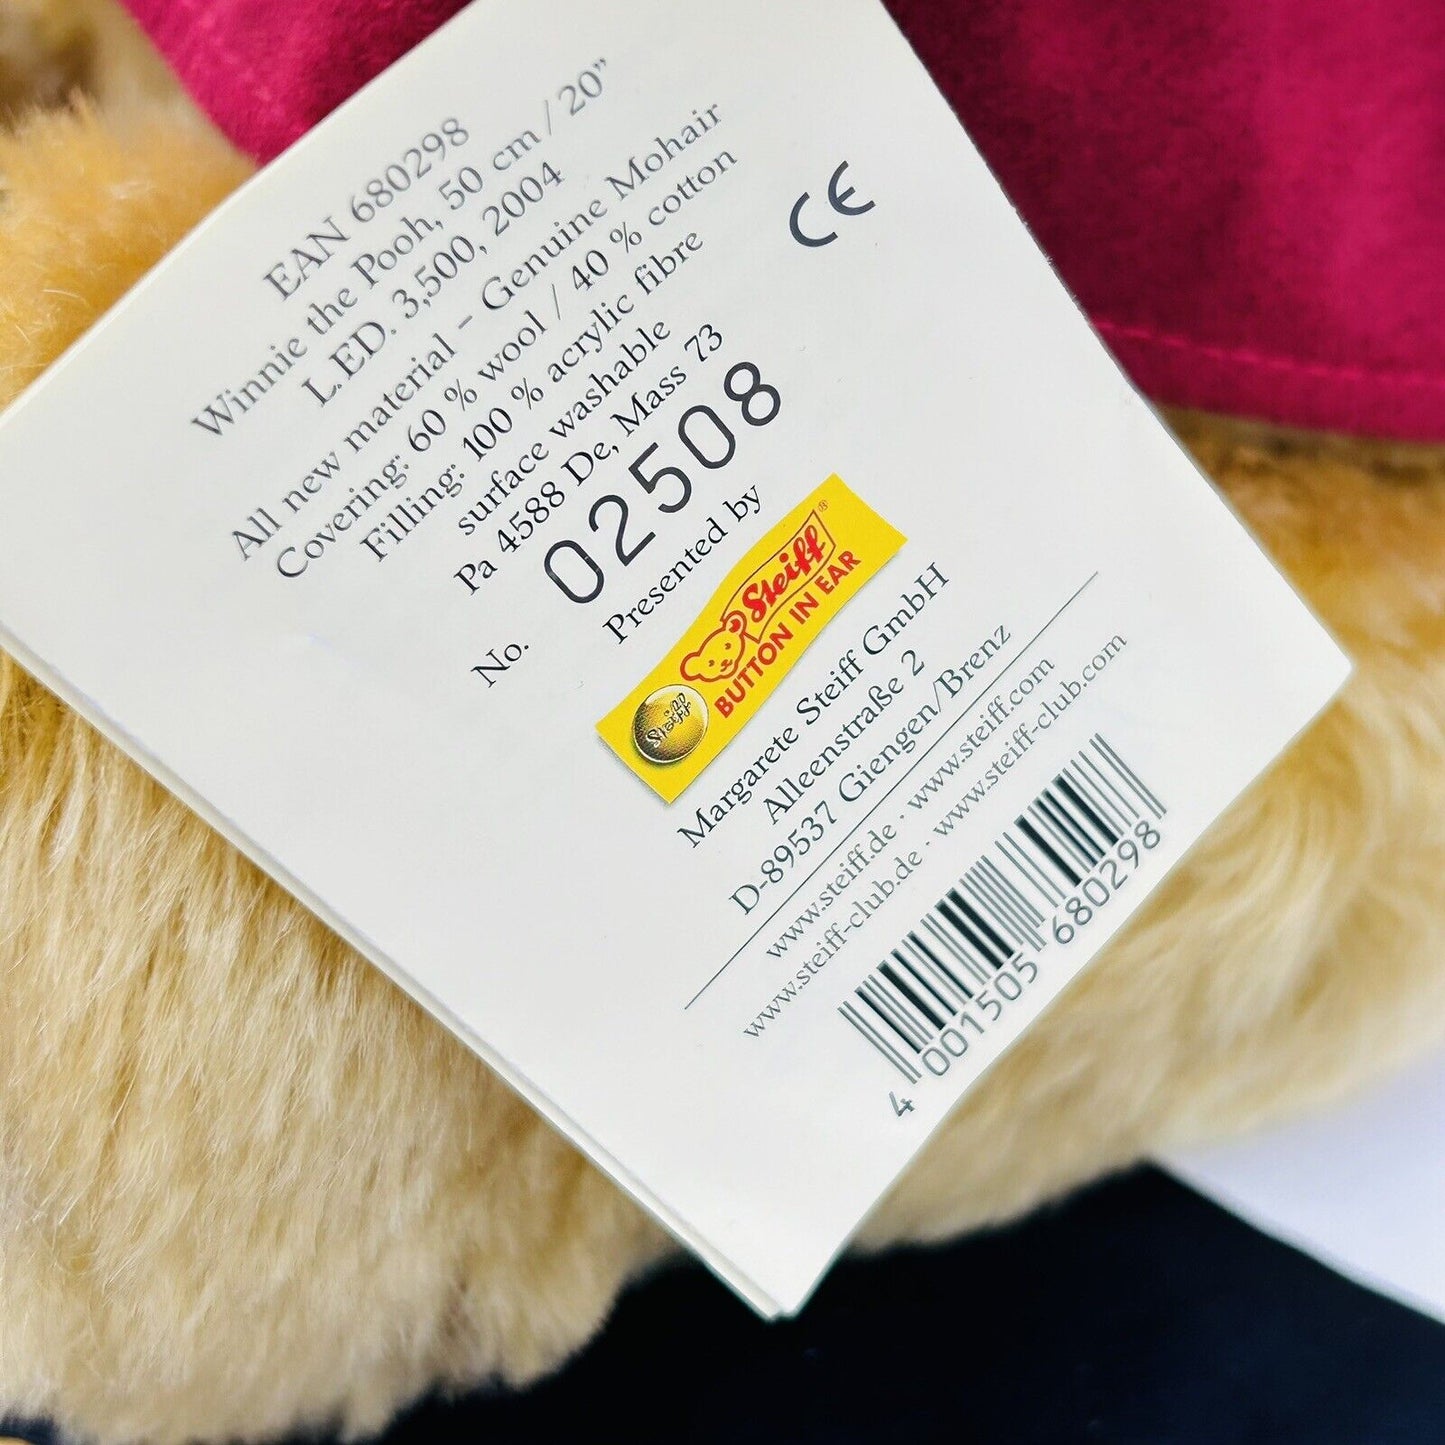 EAN 680298
Winnie the Pooh, 50 cm / 20”
L.ED. 3,500, 2004
All new material – Genuine Mohair
Covering: 60 % wool / 40 % cotton
Filling: 100 % acrylic fibre
surface washable
Pa 4588 De, Mass 73
CE
No. 02508
Presented by
Steiff®
BUTTON IN EAR
Steiff
Margarete Steiff GmbH
Alleenstraße 2
D-89537 Giengen/Brenz
www.steiff.de · www.steiff.com
www.steiff-club.de · www.steiff-club.com
4 001505 680298